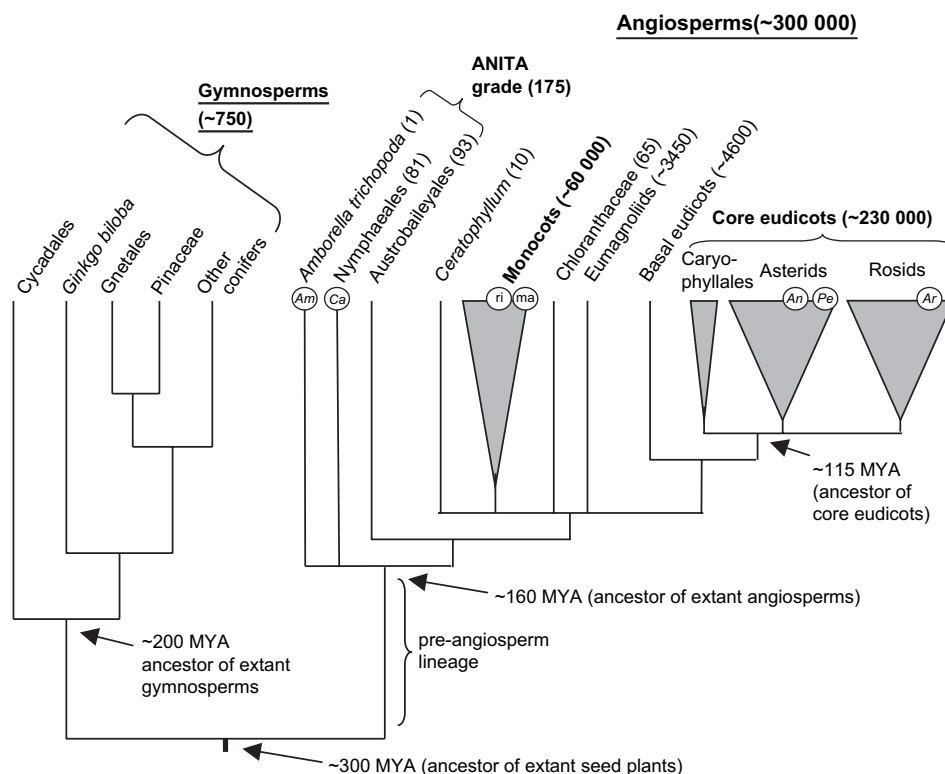 Angiosperms(~300 000)
ANITA
grade (175)
Gymnosperms
(~750)
Cycadales
Ginkgo biloba
Gnetales
Pinaceae
Other
conifers
Amborella trichopoda (1)
Nymphaeales (81)
Austrobaileyales (93)
Ceratophyllum (10)
Monocots (~60 000)
Chloranthaceae (65)
Eumagnoliids (~3450)
Basal eudicots (~4600)
Core eudicots (~230 000)
Caryo-
phyllales
Asterids
Rosids
Am
Ca
ri
ma
An
Pe
Ar
~115 MYA
(ancestor of
core eudicots)
~160 MYA (ancestor of extant angiosperms)
pre-angiosperm
lineage
~200 MYA
ancestor of extant
gymnosperms
~300 MYA (ancestor of extant seed plants)